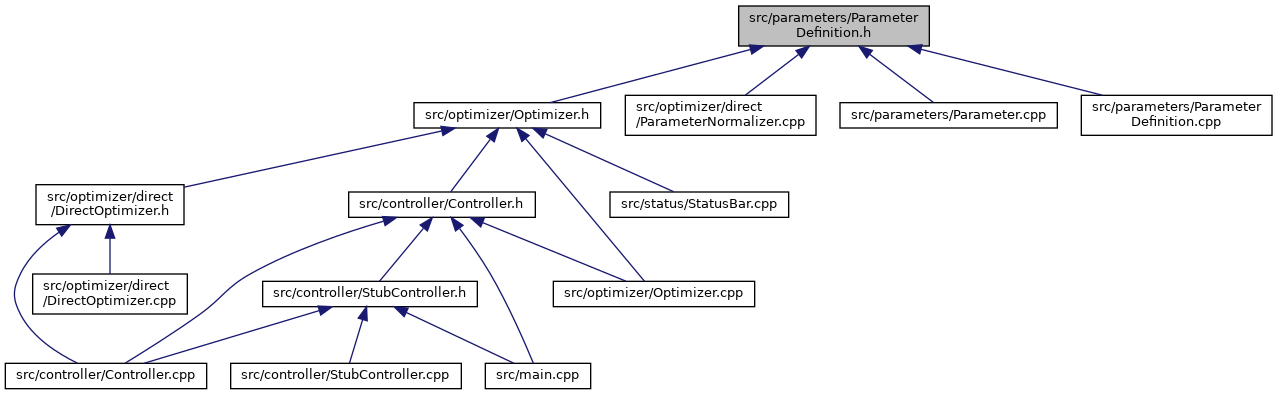 src/parameters/Parameter
Definition.h
src/optimizer/Optimizer.h
src/optimizer/direct
/ParameterNormalizer.cpp
src/parameters/Parameter.cpp
src/parameters/Parameter
Definition.cpp
src/optimizer/direct
/DirectOptimizer.h
src/controller/Controller.h
src/status/StatusBar.cpp
src/optimizer/direct
/DirectOptimizer.cpp
src/controller/StubController.h
src/optimizer/Optimizer.cpp
src/controller/Controller.cpp
src/controller/StubController.cpp
src/main.cpp